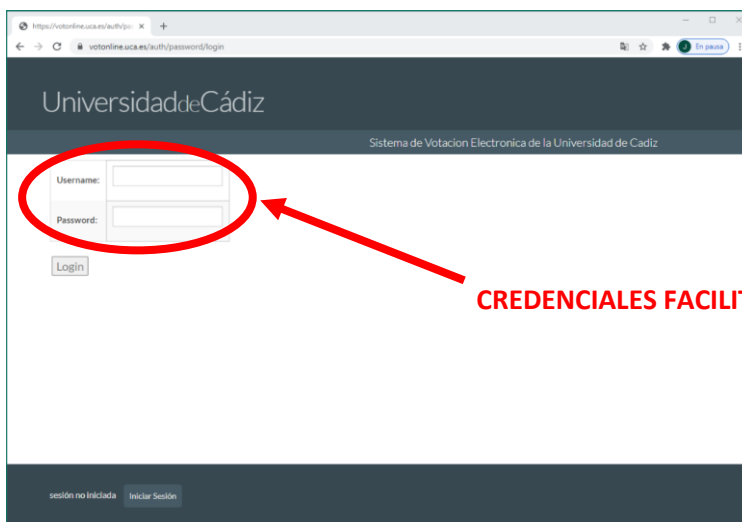 https://votonline.uca.es/auth/pas
votonline.uca.es/auth/password/login
J En pausa
UniversidaddeCádiz
Sistema de Votacion Electronica de la Universidad de Cadiz
Username:
Password:
Login
CREDENCIALES FACILIT
sesión no iniciada Iniciar Sesión